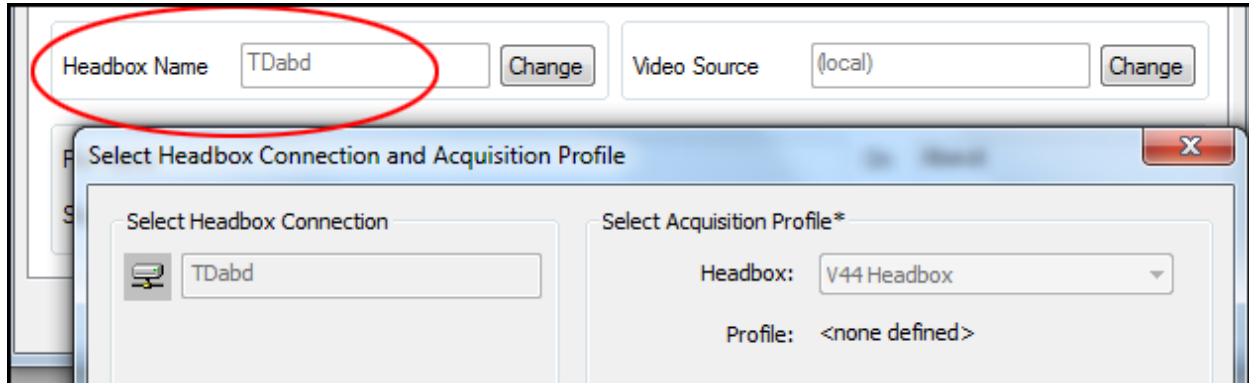 Headbox Name TDabd Change Video Source (local) Change
Select Headbox Connection and Acquisition Profile
Select Headbox Connection Select Acquisition Profile*
TDabd Headbox: V44 Headbox
Profile: <none defined>